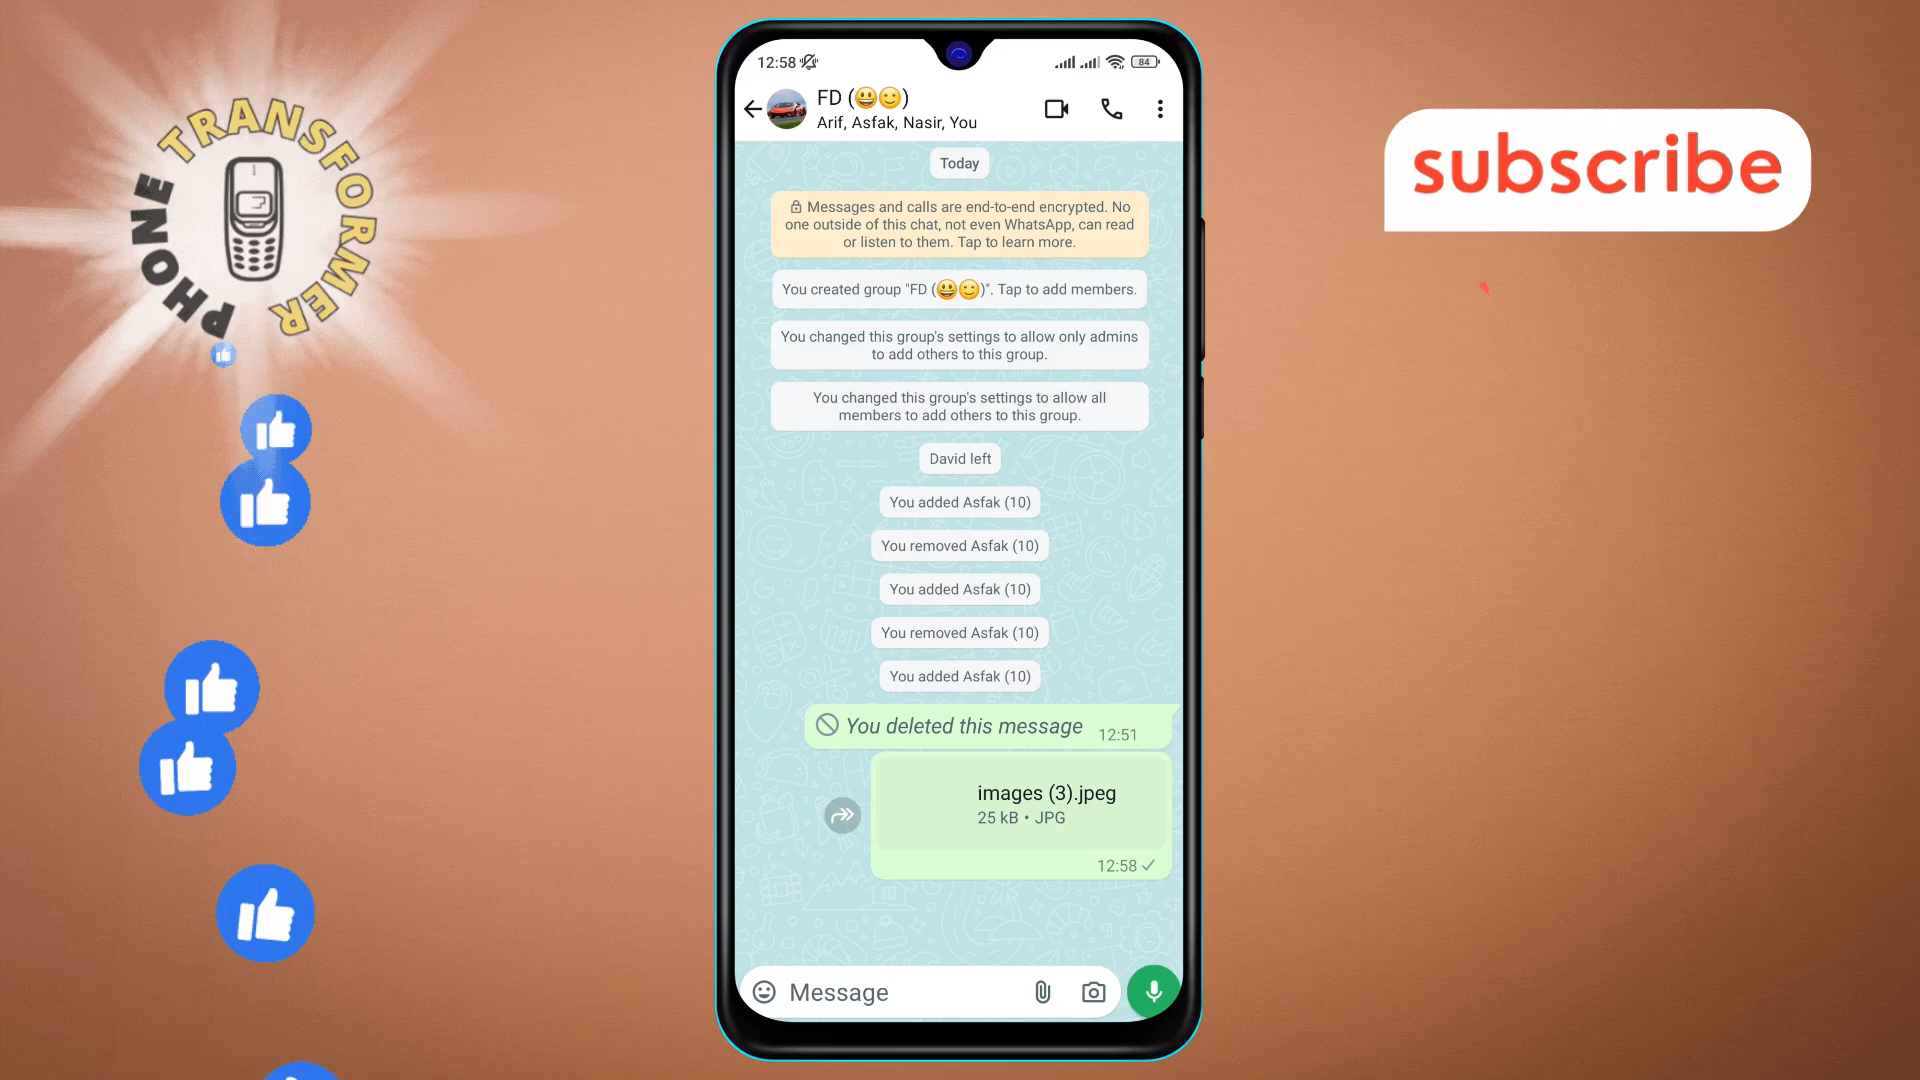 PHONE TRANSFORMER
subscribe
12:58
84
FD (😃🙂)
Arif, Asfak, Nasir, You
Today
Messages and calls are end-to-end encrypted. No
one outside of this chat, not even WhatsApp, can read
or listen to them. Tap to learn more.
You created group "FD (😃🙂)". Tap to add members.
You changed this group's settings to allow only admins
to add others to this group.
You changed this group's settings to allow all
members to add others to this group.
David left
You added Asfak (10)
You removed Asfak (10)
You added Asfak (10)
You removed Asfak (10)
You added Asfak (10)
You deleted this message 12:51
images (3).jpeg
25 kB • JPG
12:58
Message